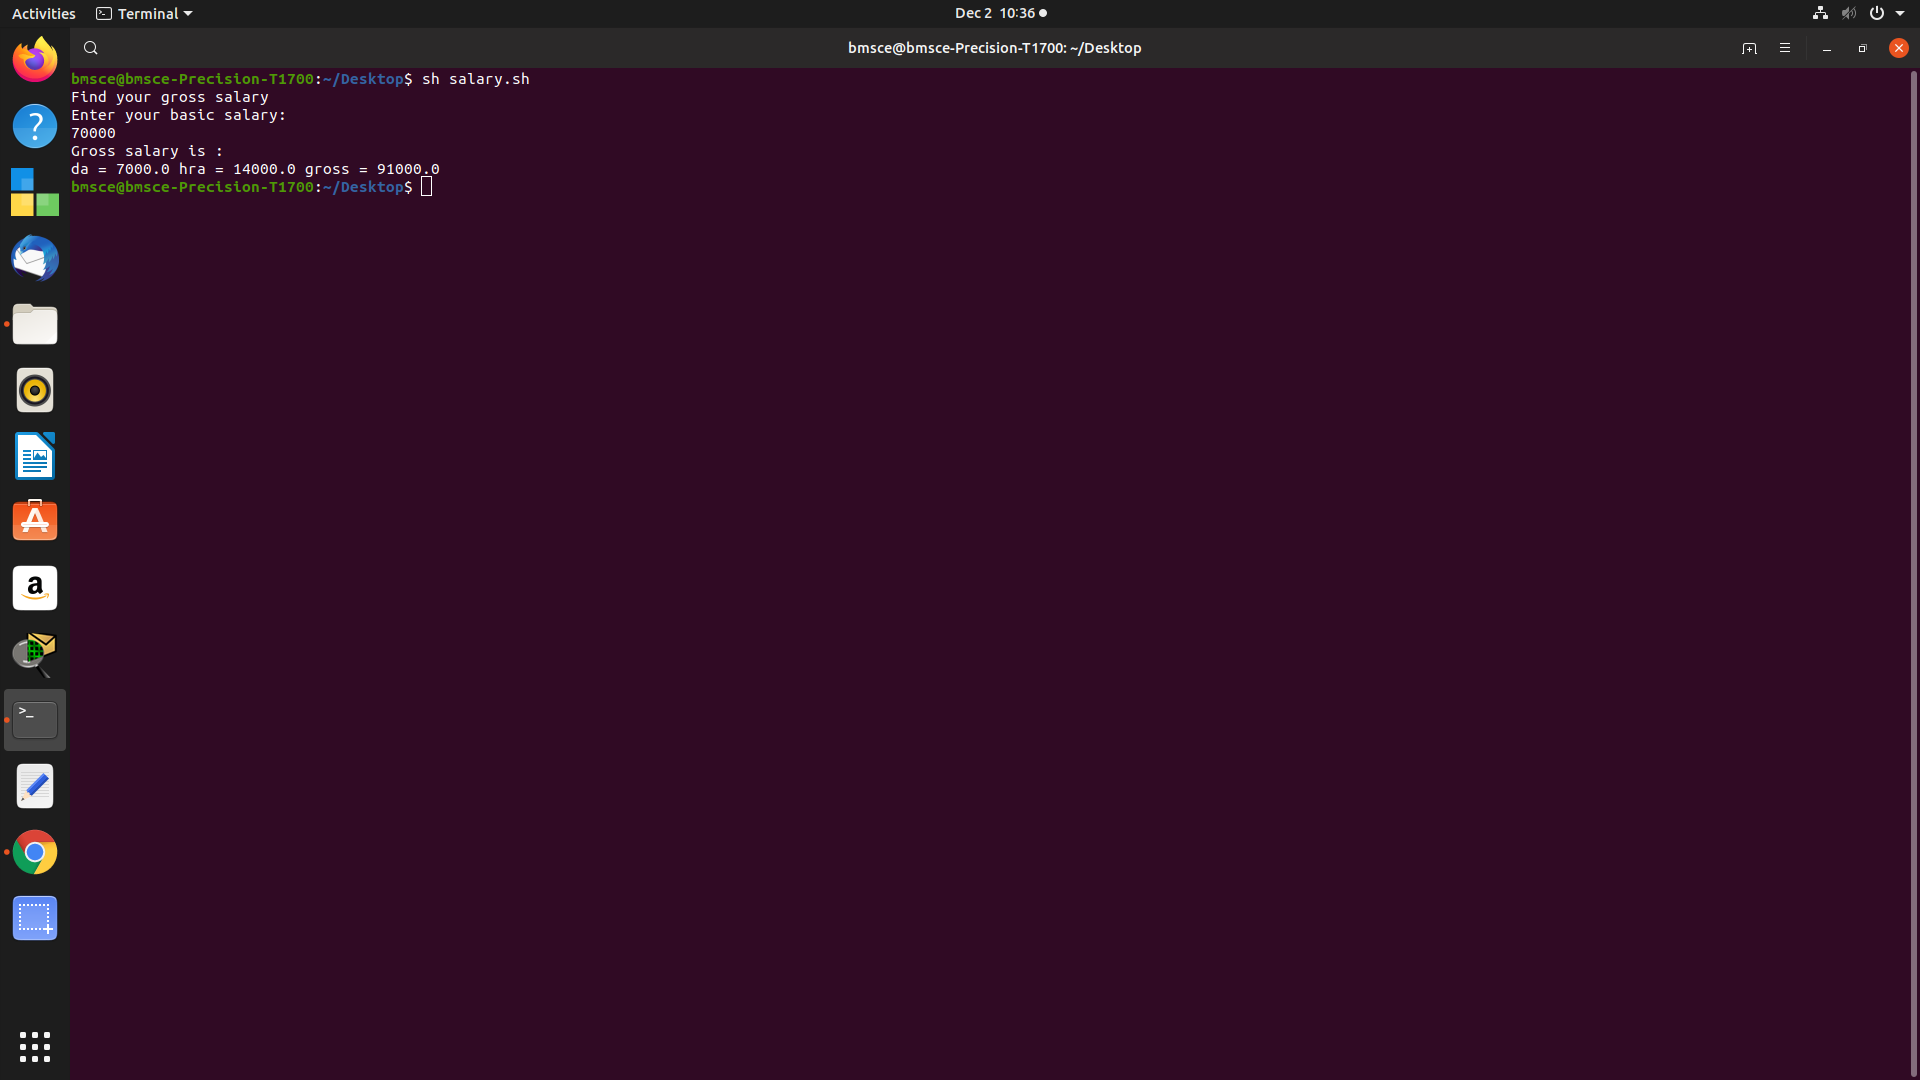 Activities Terminal Dec 2 10:36
bmsce@bmsce-Precision-T1700: ~/Desktop
bmsce@bmsce-Precision-T1700:~/Desktop$ sh salary.sh
Find your gross salary
Enter your basic salary:
70000
Gross salary is :
da = 7000.0 hra = 14000.0 gross = 91000.0
bmsce@bmsce-Precision-T1700:~/Desktop$